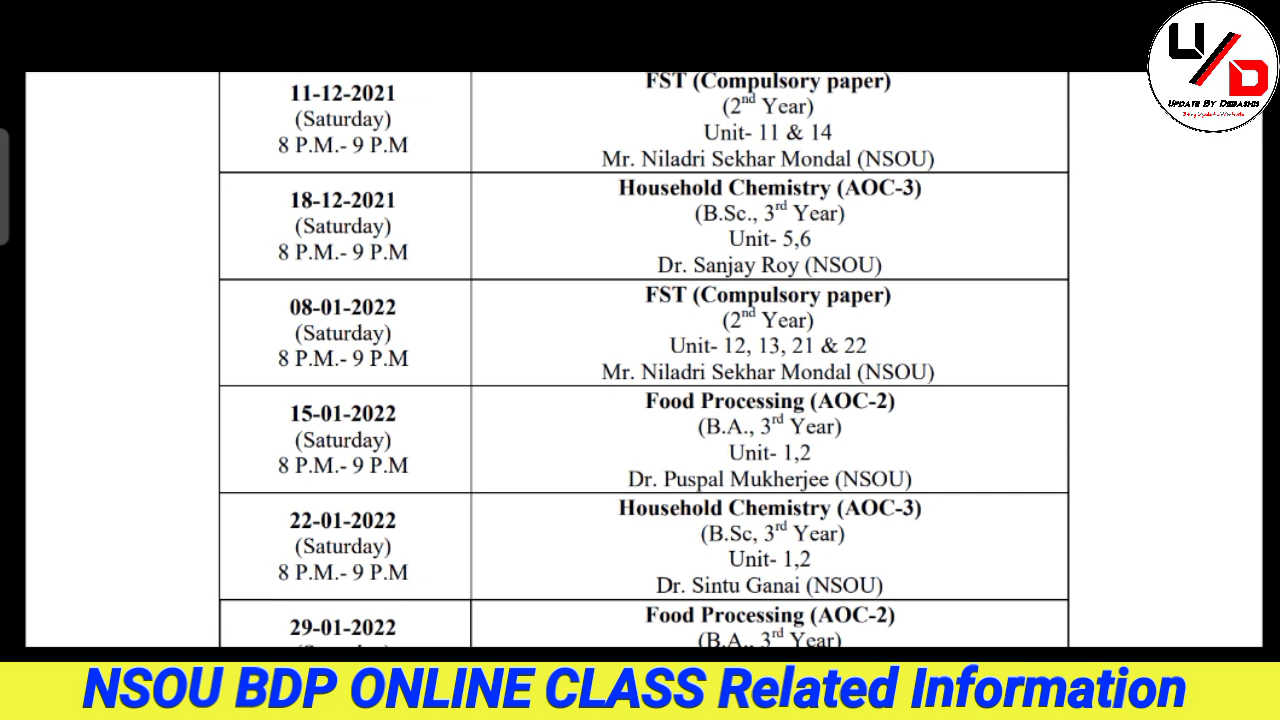 U/D
UPDATE BY DEBASHIS
11-12-2021
(Saturday)
8 P.M.- 9 P.M
FST (Compulsory paper)
(2nd Year)
Unit- 11 & 14
Mr. Niladri Sekhar Mondal (NSOU)
18-12-2021
(Saturday)
8 P.M.- 9 P.M
Household Chemistry (AOC-3)
(B.Sc., 3rd Year)
Unit- 5,6
Dr. Sanjay Roy (NSOU)
08-01-2022
(Saturday)
8 P.M.- 9 P.M
FST (Compulsory paper)
(2nd Year)
Unit- 12, 13, 21 & 22
Mr. Niladri Sekhar Mondal (NSOU)
15-01-2022
(Saturday)
8 P.M.- 9 P.M
Food Processing (AOC-2)
(B.A., 3rd Year)
Unit- 1,2
Dr. Puspal Mukherjee (NSOU)
22-01-2022
(Saturday)
8 P.M.- 9 P.M
Household Chemistry (AOC-3)
(B.Sc, 3rd Year)
Unit- 1,2
Dr. Sintu Ganai (NSOU)
29-01-2022
Food Processing (AOC-2)
(B.A., 3rd Year)
NSOU BDP ONLINE CLASS Related Information